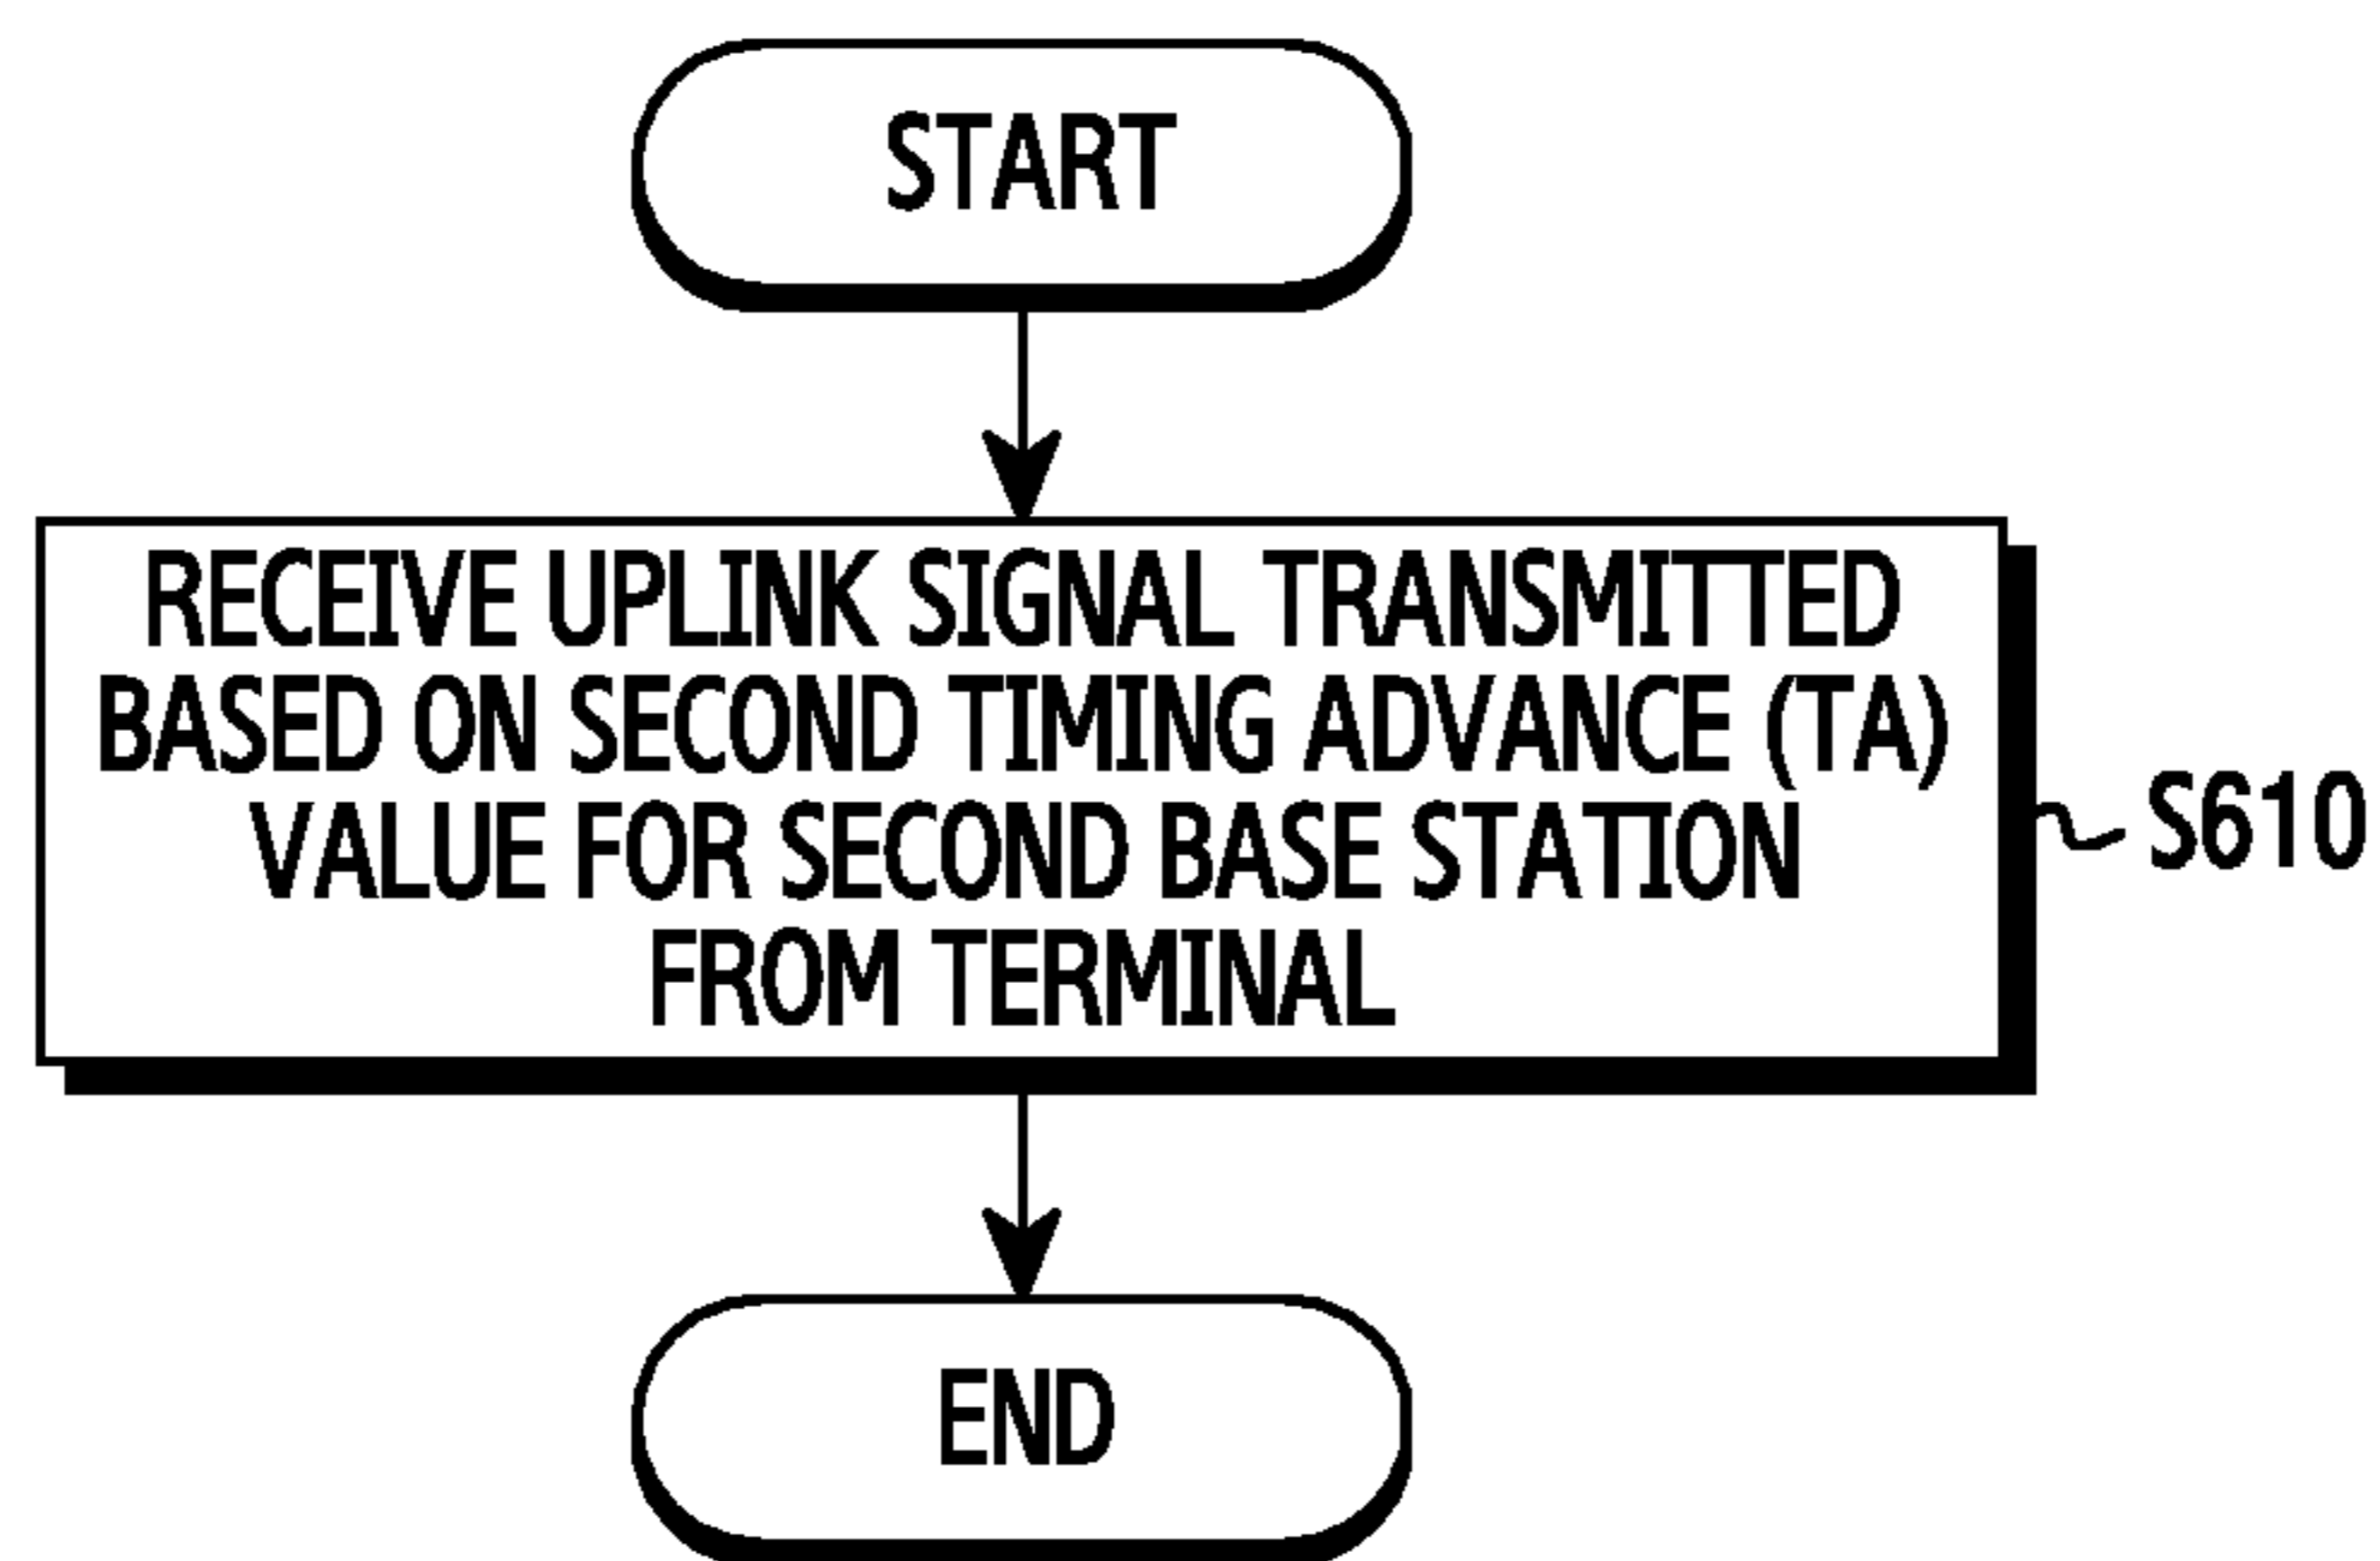 START
RECEIVE UPLINK SIGNAL TRANSMITTED
BASED ON SECOND TIMING ADVANCE (TA)
VALUE FOR SECOND BASE STATION
FROM TERMINAL
S610
END